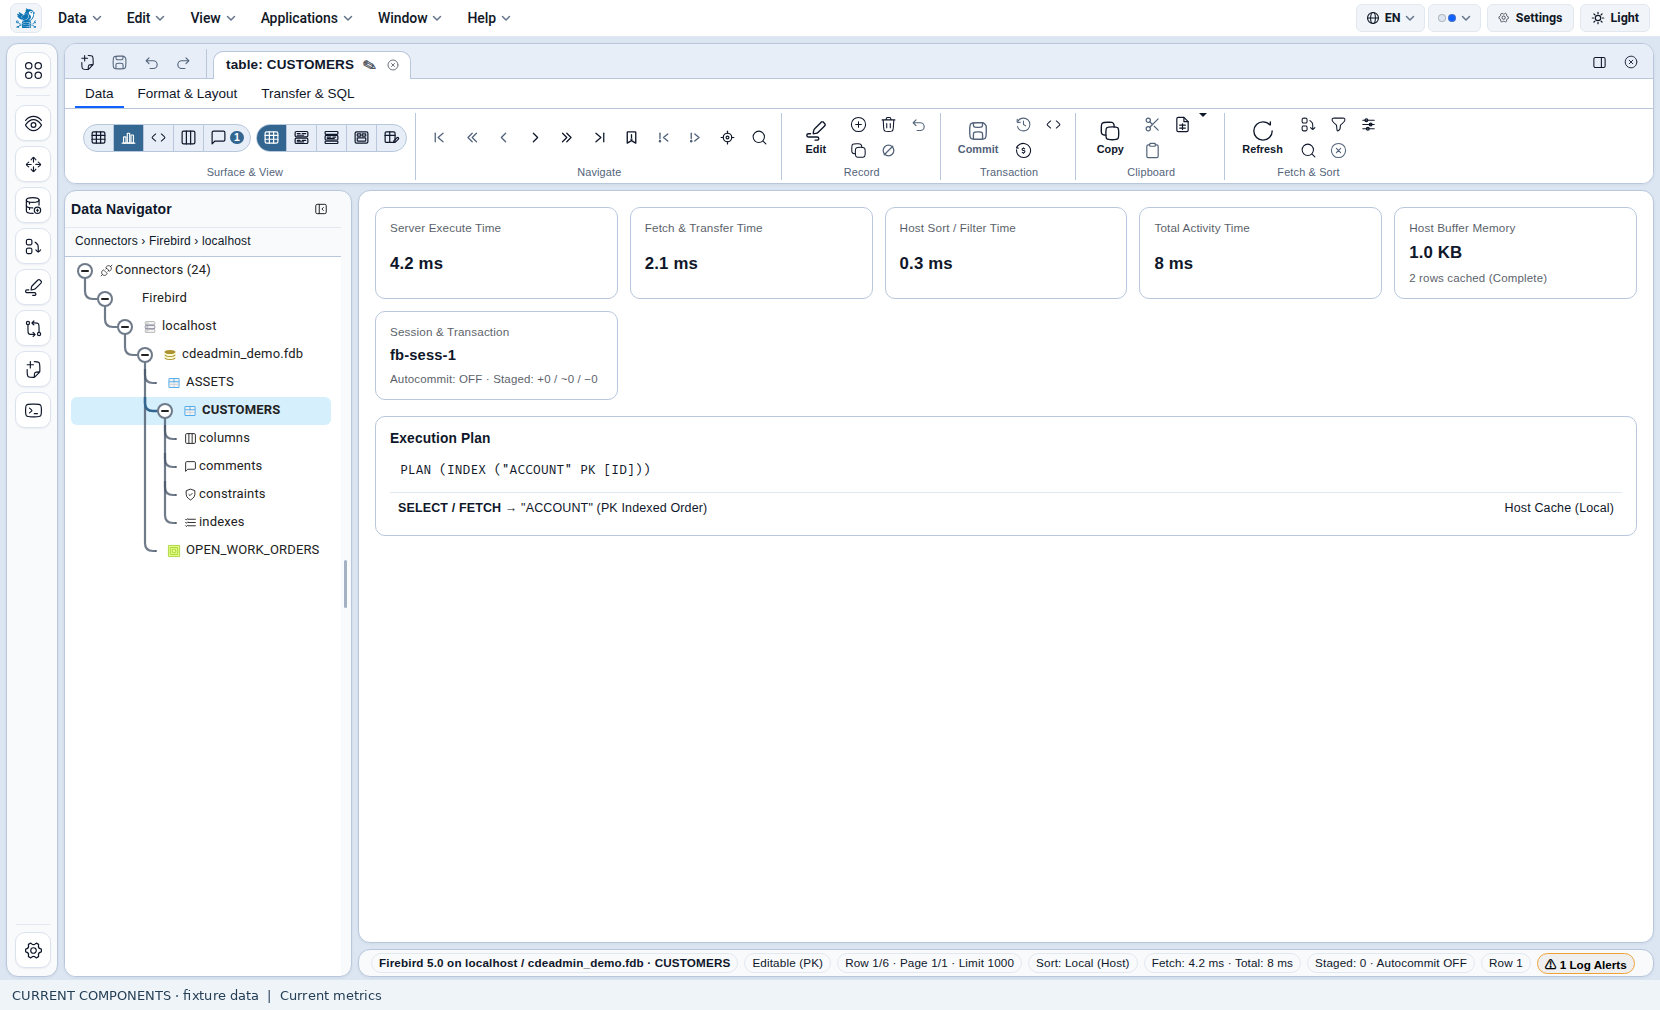 Data Edit View Applications Window Help EN Settings Light
table: CUSTOMERS
Data Format & Layout Transfer & SQL
1
Edit
Commit
Copy
Refresh
Surface & View Navigate Record Transaction Clipboard Fetch & Sort
Data Navigator
Connectors › Firebird › localhost
Connectors (24)
Firebird
localhost
cdeadmin_demo.fdb
ASSETS
CUSTOMERS
columns
comments
constraints
indexes
OPEN_WORK_ORDERS
Server Execute Time
4.2 ms
Fetch & Transfer Time
2.1 ms
Host Sort / Filter Time
0.3 ms
Total Activity Time
8 ms
Host Buffer Memory
1.0 KB
2 rows cached (Complete)
Session & Transaction
fb-sess-1
Autocommit: OFF · Staged: +0 / ~0 / −0
Execution Plan
PLAN (INDEX ("ACCOUNT" PK [ID]))
SELECT / FETCH → "ACCOUNT" (PK Indexed Order) Host Cache (Local)
Firebird 5.0 on localhost / cdeadmin_demo.fdb · CUSTOMERS Editable (PK) Row 1/6 · Page 1/1 · Limit 1000 Sort: Local (Host) Fetch: 4.2 ms · Total: 8 ms Staged: 0 · Autocommit OFF Row 1 ⚠ 1 Log Alerts
CURRENT COMPONENTS · fixture data | Current metrics